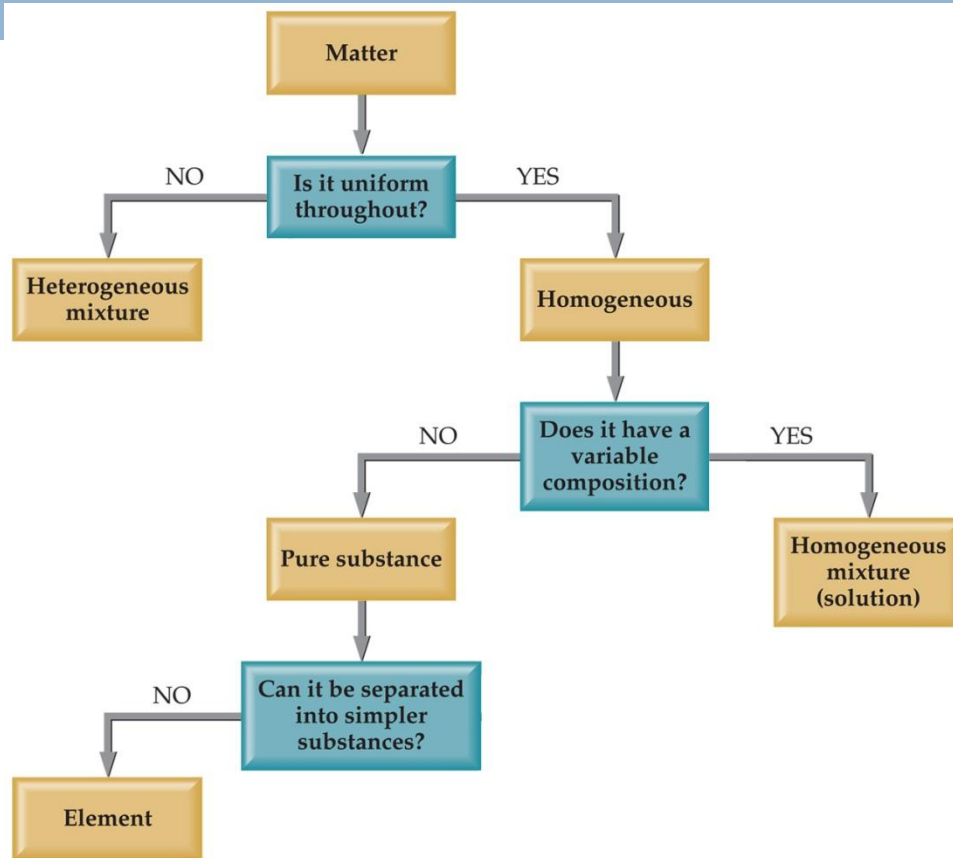 Matter
NO
Is it uniform
throughout?
YES
Heterogeneous
mixture
Homogeneous
NO
Does it have a
variable
composition?
YES
Pure substance
Homogeneous
mixture
(solution)
NO
Can it be separated
into simpler
substances?
Element